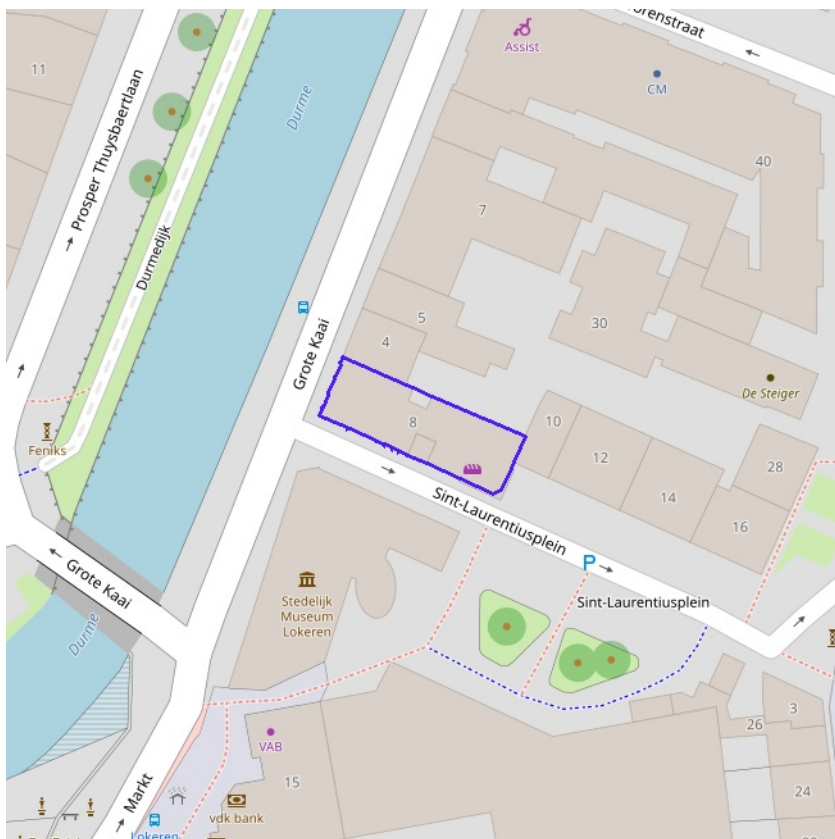 orenstraat
Assist
CM
11
40
Durme
Prosper Thuysbaertlaan
7
Durmedijk
5
30
4
Grote Kaai
De Steiger
8
10
Feniks
12
28
14
16
Sint-Laurentiusplein
P
Grote Kaai
Stedelijk
Museum
Lokeren
Sint-Laurentiusplein
Durme
3
26
VAB
15
24
Markt
vdk bank
Lokeren